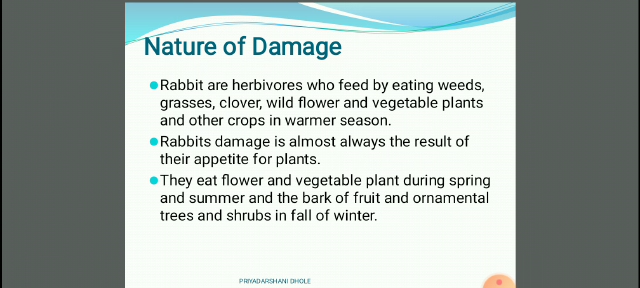 Nature of Damage
Rabbit are herbivores who feed by eating weeds,
grasses, clover, wild flower and vegetable plants
and other crops in warmer season.
Rabbits damage is almost always the result of
their appetite for plants.
They eat flower and vegetable plant during spring
and summer and the bark of fruit and ornamental
trees and shrubs in fall of winter.
PRIYADARSHANI DHOLE